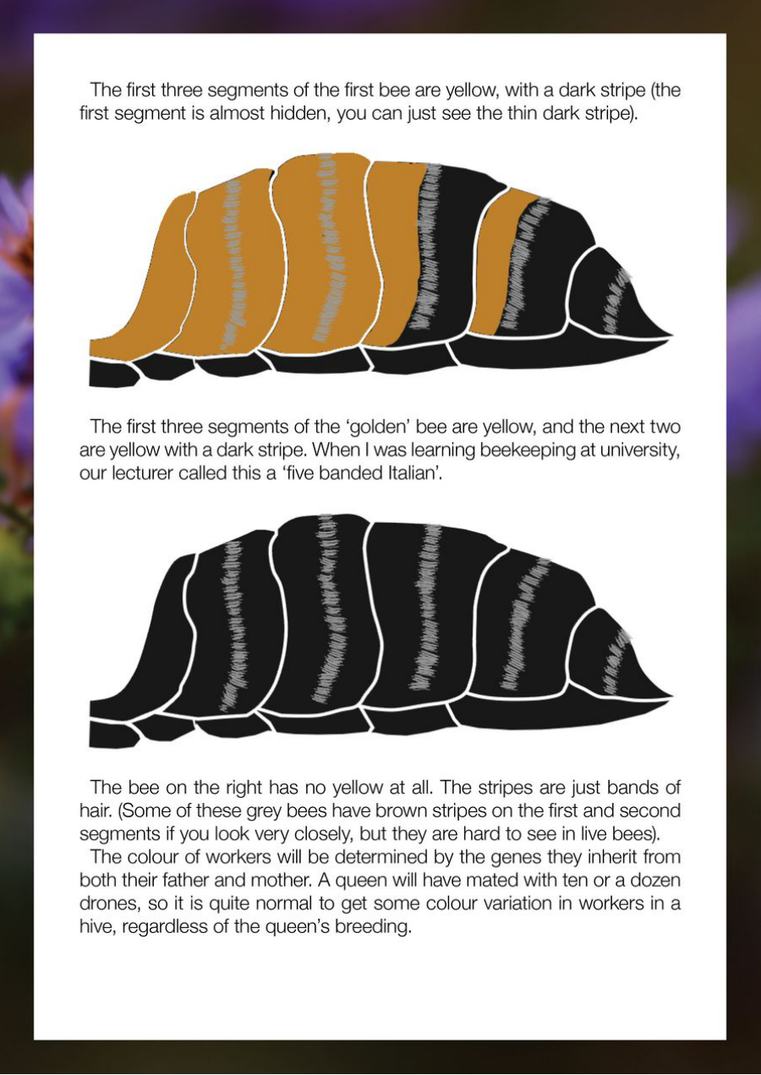 The first three segments of the first bee are yellow, with a dark stripe (the
first segment is almost hidden, you can just see the thin dark stripe).
The first three segments of the ‘golden’ bee are yellow, and the next two
are yellow with a dark stripe. When I was learning beekeeping at university,
our lecturer called this a ‘five banded Italian’.
The bee on the right has no yellow at all. The stripes are just bands of
hair. (Some of these grey bees have brown stripes on the first and second
segments if you look very closely, but they are hard to see in live bees).
The colour of workers will be determined by the genes they inherit from
both their father and mother. A queen will have mated with ten or a dozen
drones, so it is quite normal to get some colour variation in workers in a
hive, regardless of the queen’s breeding.